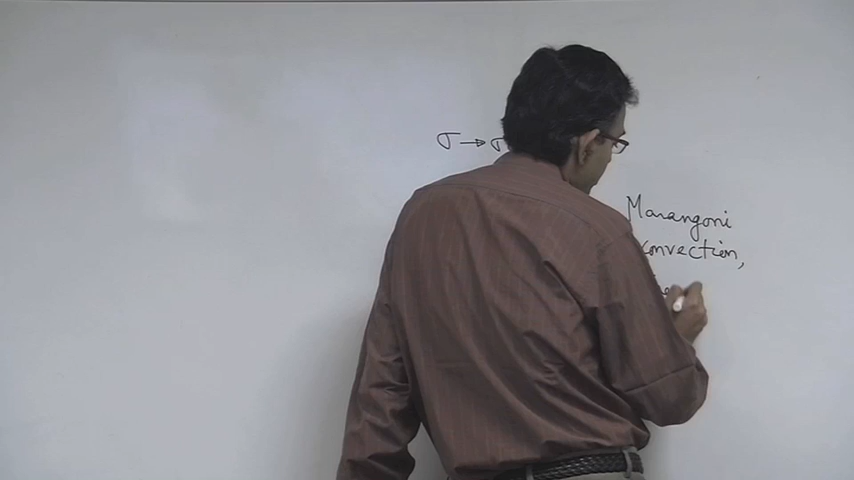 σ → σ
Marangoni
convection,